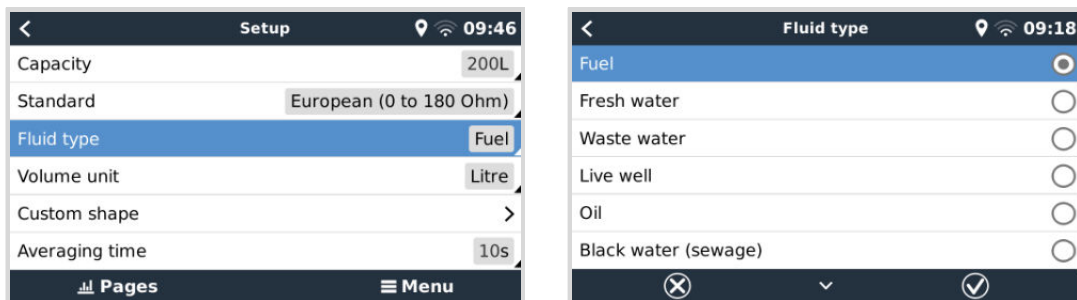 Setup 09:46
Capacity 200L
Standard European (0 to 180 Ohm)
Fluid type Fuel
Volume unit Litre
Custom shape
Averaging time 10s
Pages Menu
Fluid type 09:18
Fuel
Fresh water
Waste water
Live well
Oil
Black water (sewage)